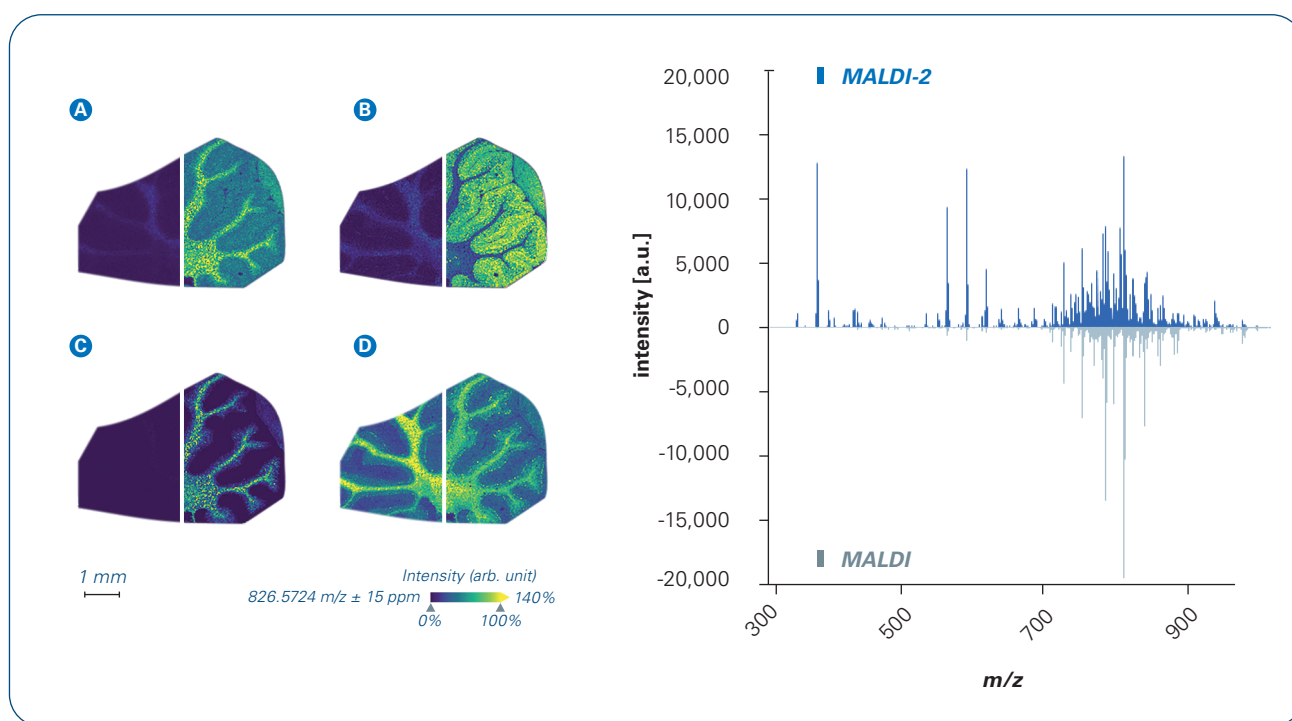 A
B
C
D
1 mm
Intensity (arb. unit)
826.5724 m/z ± 15 ppm
140%
0%
100%
MALDI-2
20,000
15,000
10,000
5,000
0
-5,000
-10,000
-15,000
-20,000
intensity [a.u.]
MALDI
300
500
700
900
m/z